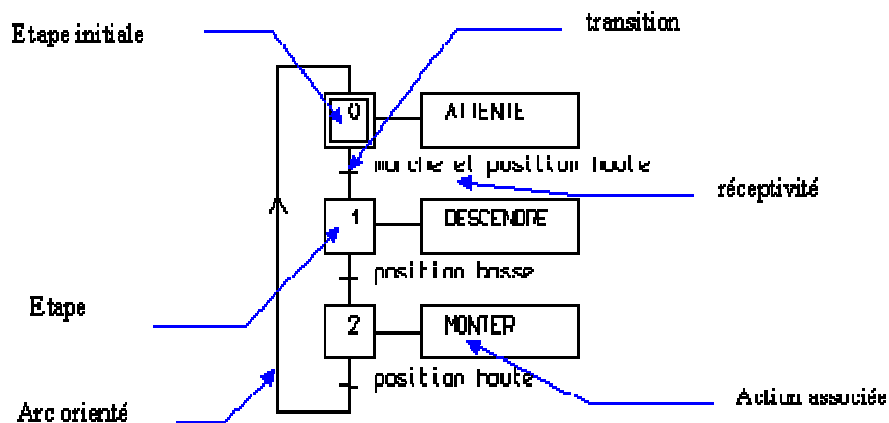 Etape initiale
transition
0
ATTENTE
marche et position haute
réceptivité
1
DESCENDRE
position basse
Etape
2
MONTER
position haute
Action associée
Arc orienté